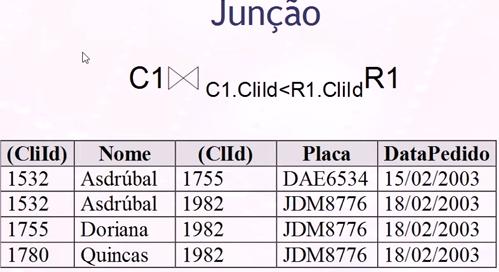 Junção
C1⋈ C1.CliId<R1.CliId R1
(CliId) Nome (ClId) Placa DataPedido
1532 Asdrúbal 1755 DAE6534 15/02/2003
1532 Asdrúbal 1982 JDM8776 18/02/2003
1755 Doriana 1982 JDM8776 18/02/2003
1780 Quincas 1982 JDM8776 18/02/2003